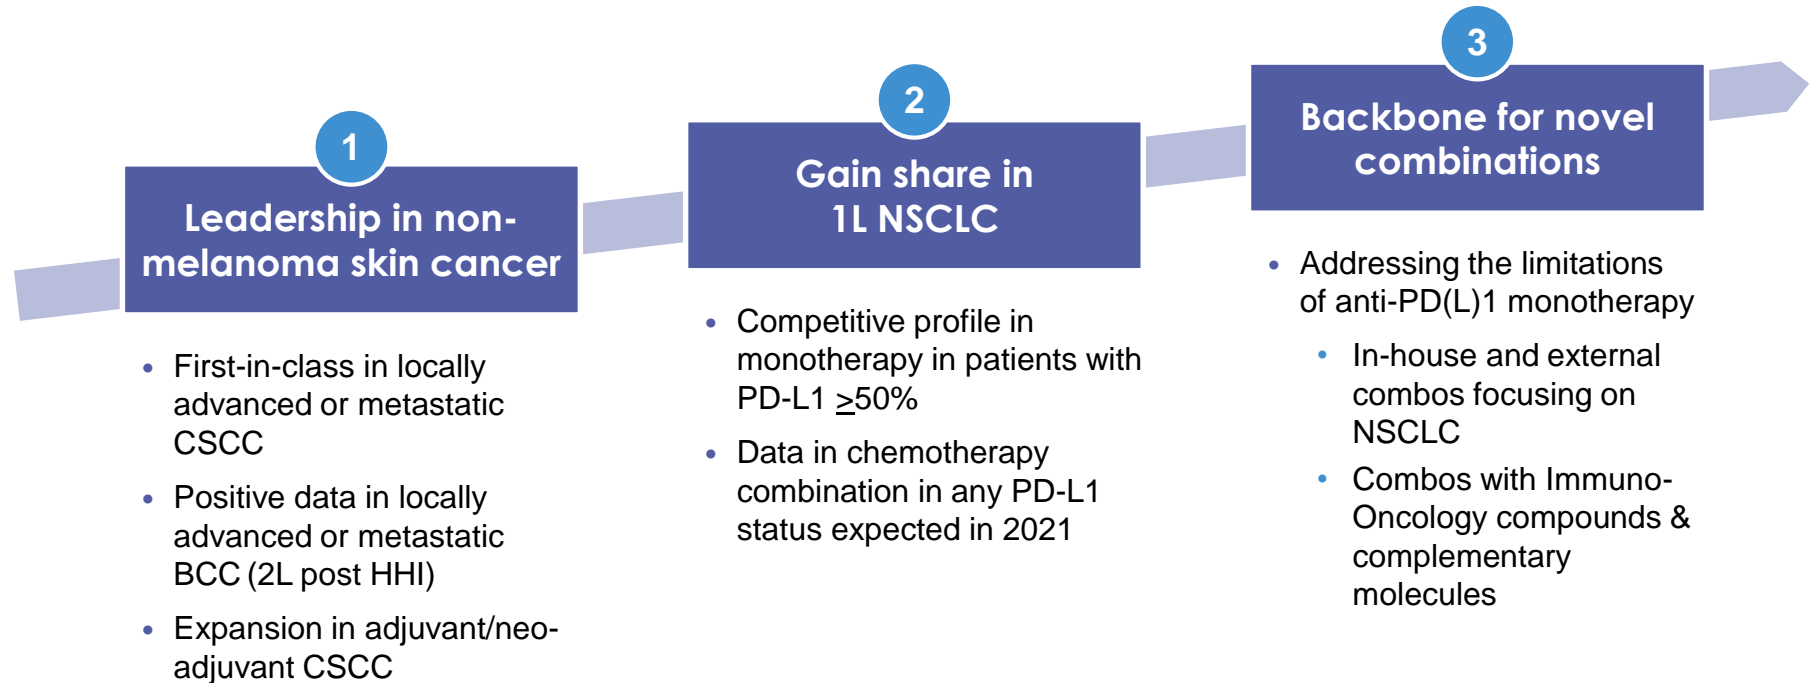 1
Leadership in non-
melanoma skin cancer
• First-in-class in locally
advanced or metastatic
CSCC
• Positive data in locally
advanced or metastatic
BCC (2L post HHI)
• Expansion in adjuvant/neo-
adjuvant CSCC
2
Gain share in
1L NSCLC
• Competitive profile in
monotherapy in patients with
PD-L1 >50%
• Data in chemotherapy
combination in any PD-L1
status expected in 2021
3
Backbone for novel
combinations
• Addressing the limitations
of anti-PD(L)1 monotherapy
• In-house and external
combos focusing on
NSCLC
• Combos with Immuno-
Oncology compounds &
complementary
molecules